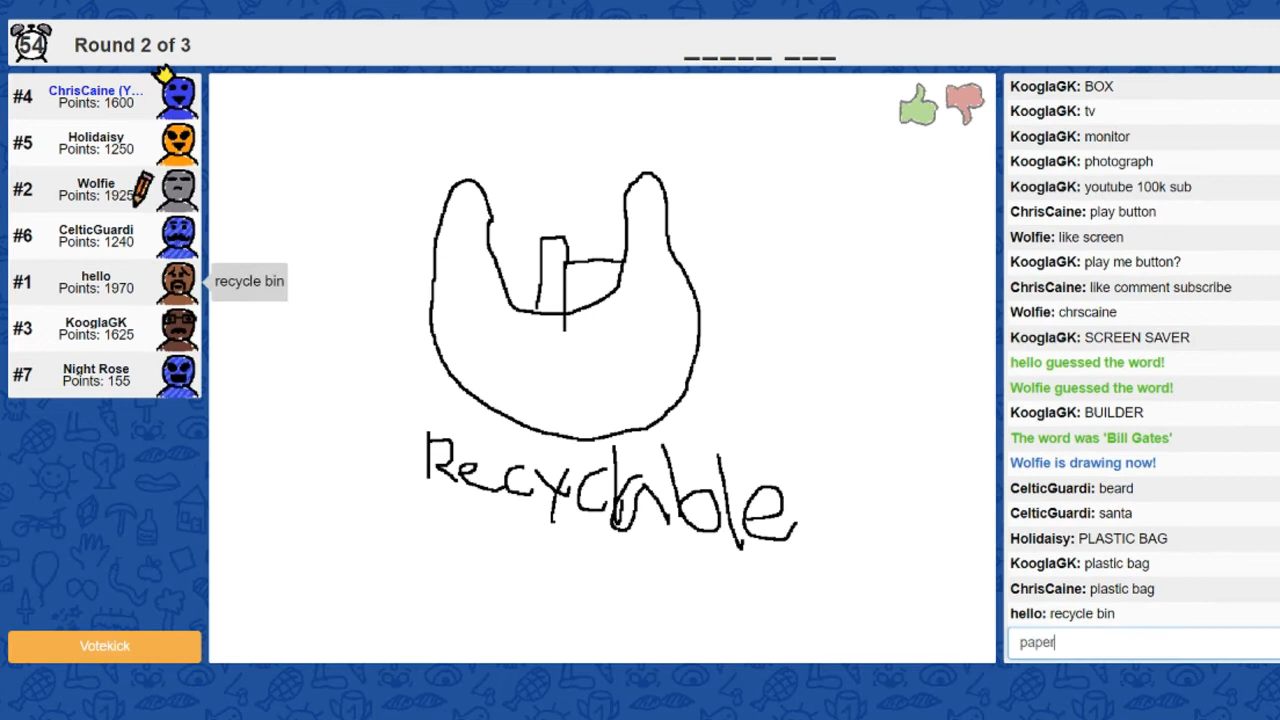 54
Round 2 of 3
_____ ___
#4 ChrisCaine (Y...
Points: 1600
#5 Holidaisy
Points: 1250
#2 Wolfie
Points: 1925
#6 CelticGuardi
Points: 1240
#1 hello
Points: 1970
recycle bin
#3 KooglaGK
Points: 1625
#7 Night Rose
Points: 155
Votekick
Recyclable
KooglaGK: BOX
KooglaGK: tv
KooglaGK: monitor
KooglaGK: photograph
KooglaGK: youtube 100k sub
ChrisCaine: play button
Wolfie: like screen
KooglaGK: play me button?
ChrisCaine: like comment subscribe
Wolfie: chrscaine
KooglaGK: SCREEN SAVER
hello guessed the word!
Wolfie guessed the word!
KooglaGK: BUILDER
The word was 'Bill Gates'
Wolfie is drawing now!
CelticGuardi: beard
CelticGuardi: santa
Holidaisy: PLASTIC BAG
KooglaGK: plastic bag
ChrisCaine: plastic bag
hello: recycle bin
paper